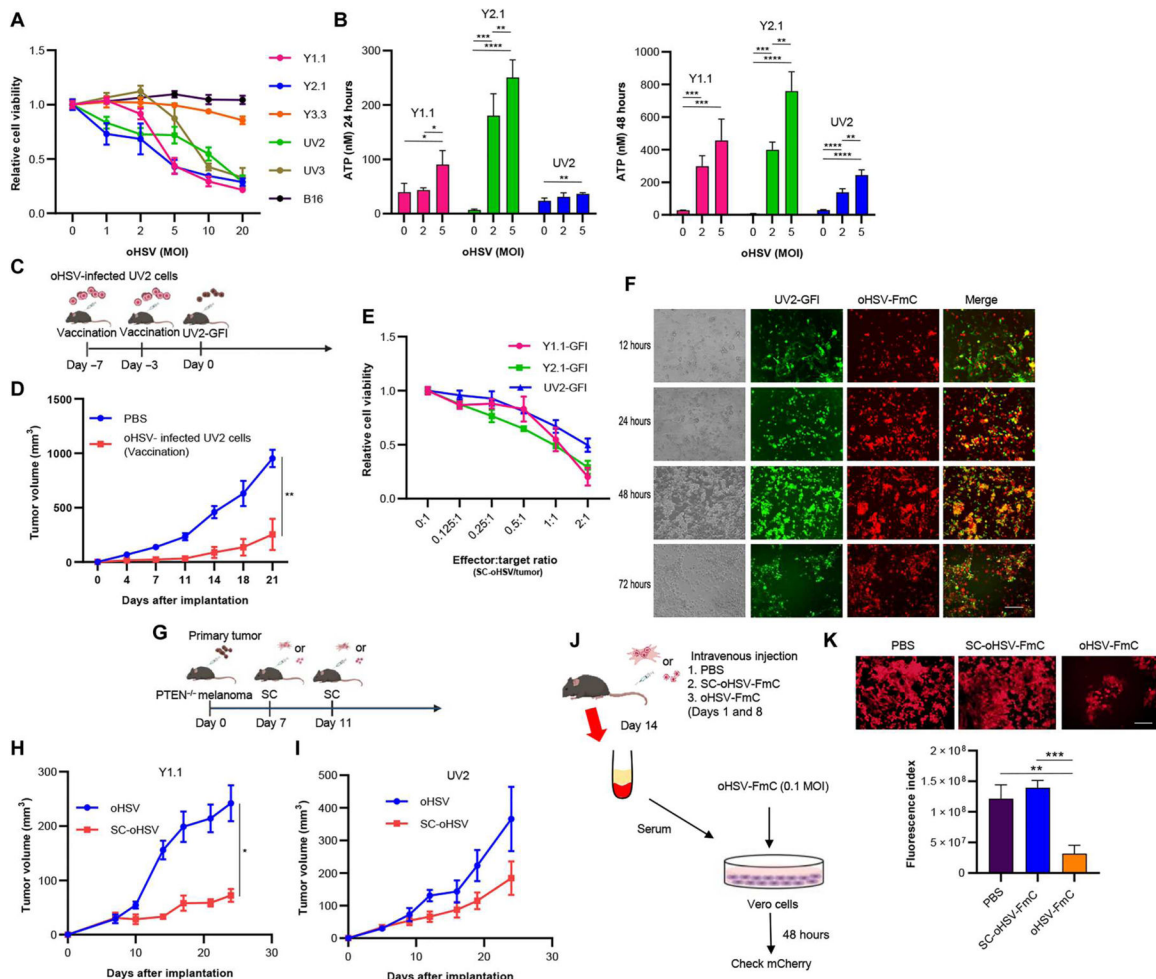 A
Relative cell viability
1.5
1.0
0.5
0.0
0 1 2 5 10 20
oHSV (MOI)
Y1.1
Y2.1
Y3.3
UV2
UV3
B16
B
ATP (nM) 24 hours
300
200
100
0
Y1.1
Y2.1
UV2
* *
*** ** ****
**
0 2 5 0 2 5 0 2 5
oHSV (MOI)
ATP (nM) 48 hours
1000
800
600
400
200
0
Y1.1
Y2.1
UV2
*** ***
*** ** ****
**** ** ****
0 2 5 0 2 5 0 2 5
oHSV (MOI)
C
oHSV-infected UV2 cells
Vaccination Vaccination UV2-GFI
Day –7 Day –3 Day 0
D
Tumor volume (mm³)
1500
1000
500
0
PBS
oHSV- infected UV2 cells
(Vaccination)
**
0 4 7 11 14 18 21
Days after implantation
E
Relative cell viability
1.5
1.0
0.5
0.0
Y1.1-GFI
Y2.1-GFI
UV2-GFI
0:1 0.125:1 0.25:1 0.5:1 1:1 2:1
Effector:target ratio
(SC-oHSV/tumor)
F
UV2-GFI oHSV-FmC Merge
12 hours
24 hours
48 hours
72 hours
G
Primary tumor
or or
PTEN⁻/⁻ melanoma SC SC
Day 0 Day 7 Day 11
H
Y1.1
Tumor volume (mm³)
300
200
100
0
oHSV
SC-oHSV
*
0 10 20 30
Days after implantation
I
UV2
Tumor volume (mm³)
500
400
300
200
100
0
oHSV
SC-oHSV
0 10 20 30
Days after implantation
J
or
Intravenous injection
1. PBS
2. SC-oHSV-FmC
3. oHSV-FmC
(Days 1 and 8)
Day 14
oHSV-FmC (0.1 MOI)
Serum
Vero cells
48 hours
Check mCherry
K
PBS SC-oHSV-FmC oHSV-FmC
Fluorescence index
2 × 10⁸
1.5 × 10⁸
1 × 10⁸
5 × 10⁷
0
***
**
PBS
SC-oHSV-FmC
oHSV-FmC